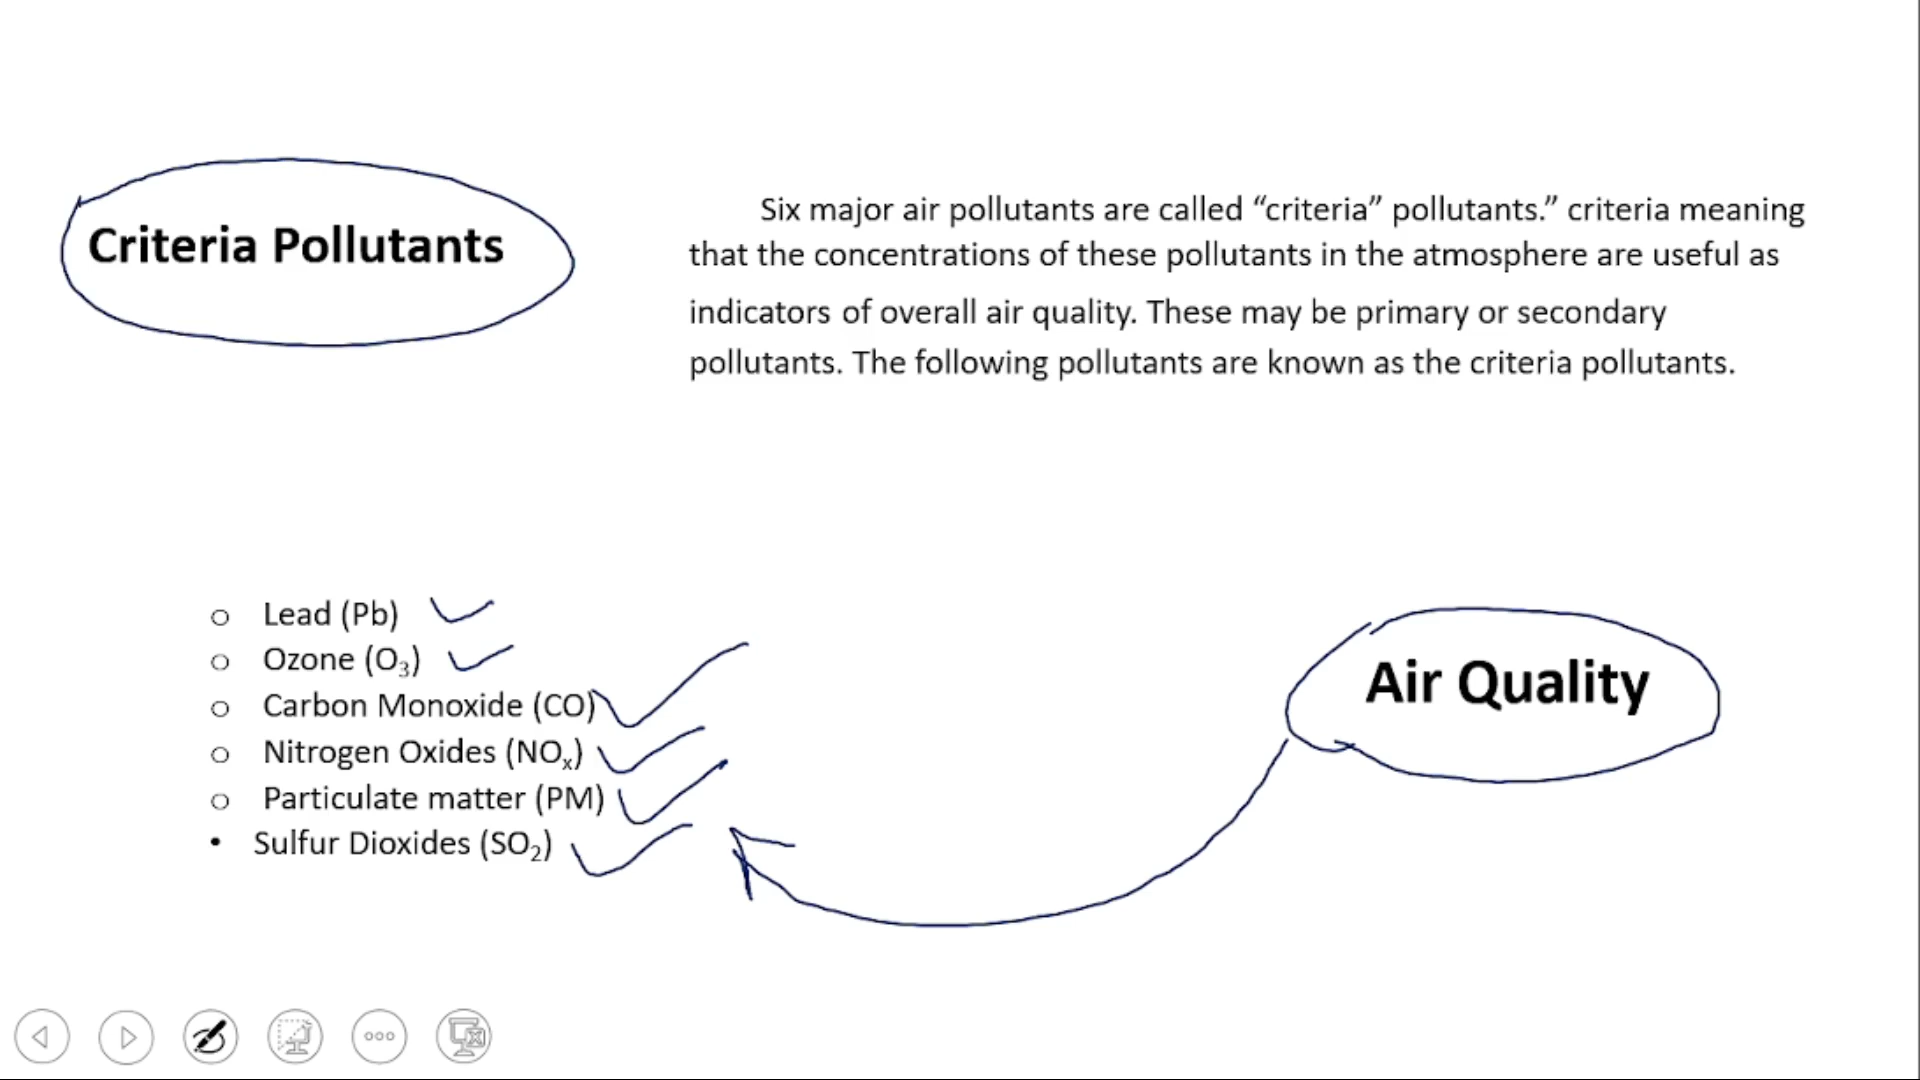 Criteria Pollutants
Six major air pollutants are called “criteria” pollutants.” criteria meaning
that the concentrations of these pollutants in the atmosphere are useful as
indicators of overall air quality. These may be primary or secondary
pollutants. The following pollutants are known as the criteria pollutants.
o Lead (Pb)
o Ozone (O₃)
o Carbon Monoxide (CO)
o Nitrogen Oxides (NOₓ)
o Particulate matter (PM)
• Sulfur Dioxides (SO₂)
Air Quality